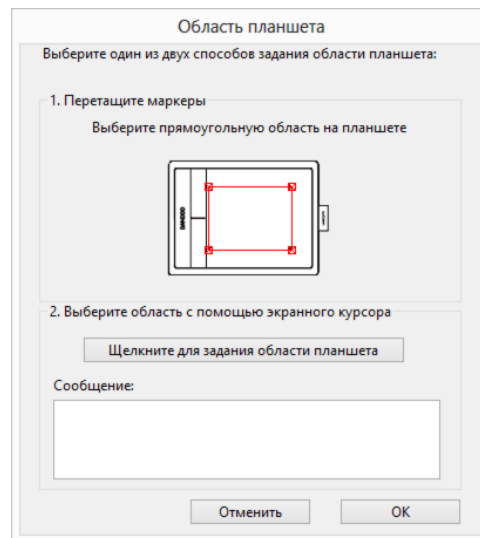 Область планшета
Выберите один из двух способов задания области планшета:
1. Перетащите маркеры
Выберите прямоугольную область на планшете
BAMBOO
2. Выберите область с помощью экранного курсора
Щелкните для задания области планшета
Сообщение:
Отменить
OK